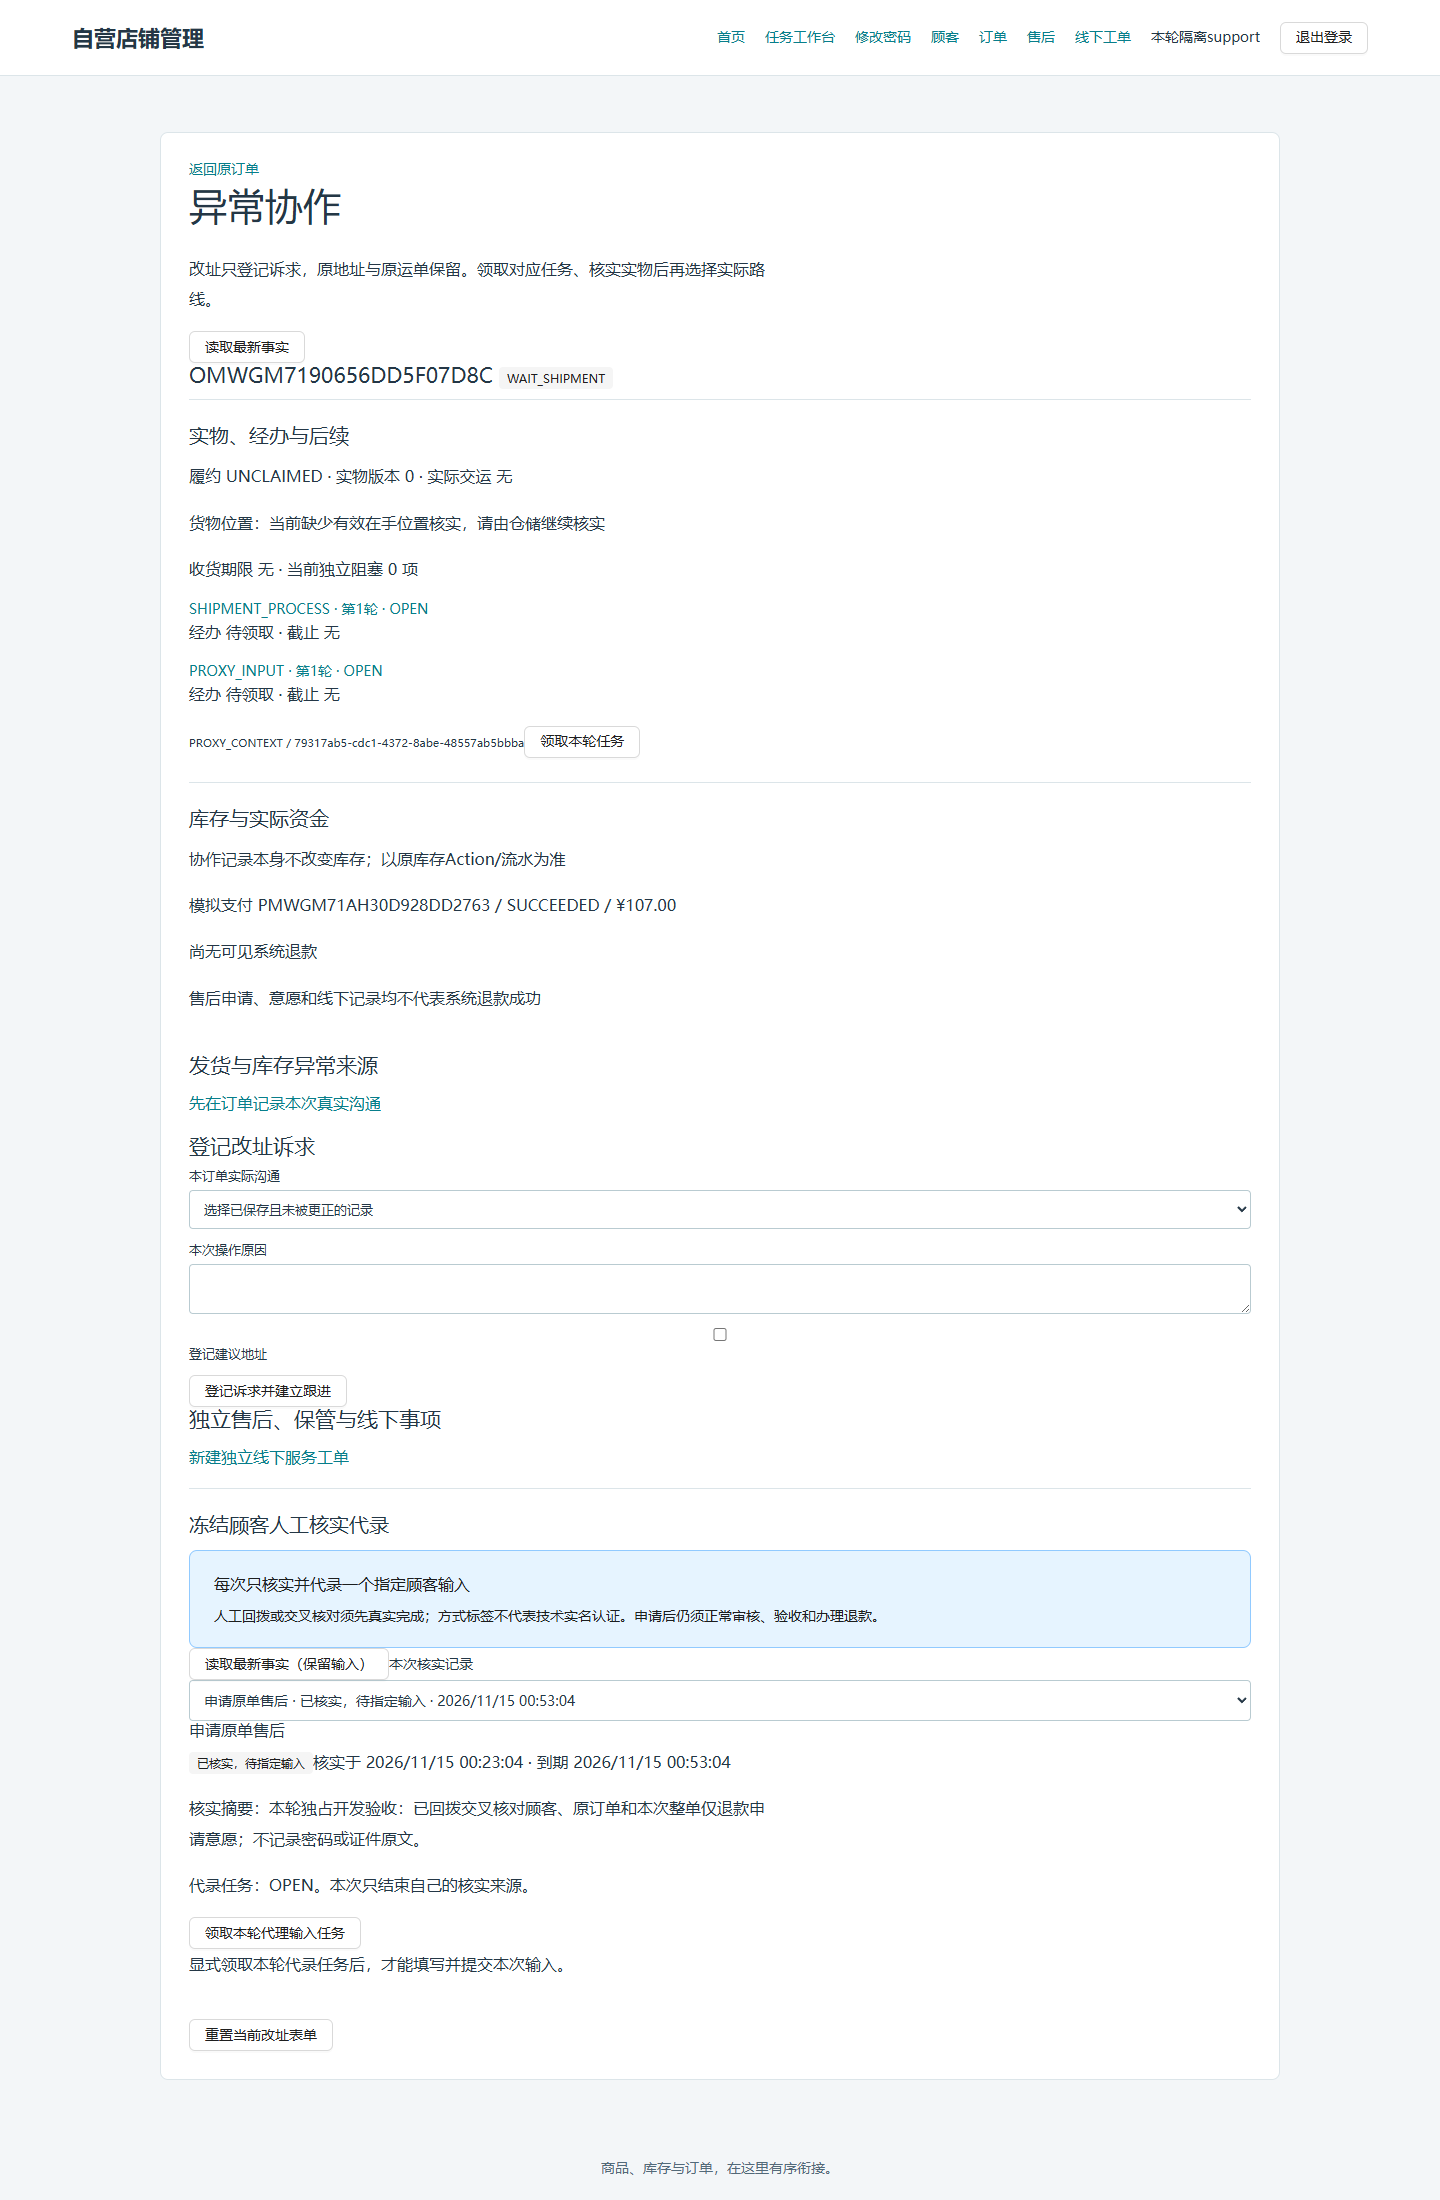 自营店铺管理
首页 任务工作台 修改密码 顾客 订单 售后 线下工单 本轮隔离support 退出登录
返回原订单
异常协作
改址只登记诉求，原地址与原运单保留。领取对应任务、核实实物后再选择实际路
线。
读取最新事实
OMWGM7190656DD5F07D8C WAIT_SHIPMENT
实物、经办与后续
履约 UNCLAIMED · 实物版本 0 · 实际交运 无
货物位置：当前缺少有效在手位置核实，请由仓储继续核实
收货期限 无 · 当前独立阻塞 0 项
SHIPMENT_PROCESS · 第1轮 · OPEN
经办 待领取 · 截止 无
PROXY_INPUT · 第1轮 · OPEN
经办 待领取 · 截止 无
PROXY_CONTEXT / 79317ab5-cdc1-4372-8abe-48557ab5bbba 领取本轮任务
库存与实际资金
协作记录本身不改变库存；以原库存Action/流水为准
模拟支付 PMWGM71AH30D928DD2763 / SUCCEEDED / ¥107.00
尚无可见系统退款
售后申请、意愿和线下记录均不代表系统退款成功
发货与库存异常来源
先在订单记录本次真实沟通
登记改址诉求
本订单实际沟通
选择已保存且未被更正的记录
本次操作原因
登记建议地址
登记诉求并建立跟进
独立售后、保管与线下事项
新建独立线下服务工单
冻结顾客人工核实代录
每次只核实并代录一个指定顾客输入
人工回拨或交叉核对须先真实完成；方式标签不代表技术实名认证。申请后仍须正常审核、验收和办理退款。
读取最新事实（保留输入） 本次核实记录
申请原单售后 · 已核实，待指定输入 · 2026/11/15 00:53:04
申请原单售后
已核实，待指定输入 核实于 2026/11/15 00:23:04 · 到期 2026/11/15 00:53:04
核实摘要：本轮独占开发验收：已回拨交叉核对顾客、原订单和本次整单仅退款申
请意愿；不记录密码或证件原文。
代录任务：OPEN。本次只结束自己的核实来源。
领取本轮代理输入任务
显式领取本轮代录任务后，才能填写并提交本次输入。
重置当前改址表单
商品、库存与订单，在这里有序衔接。